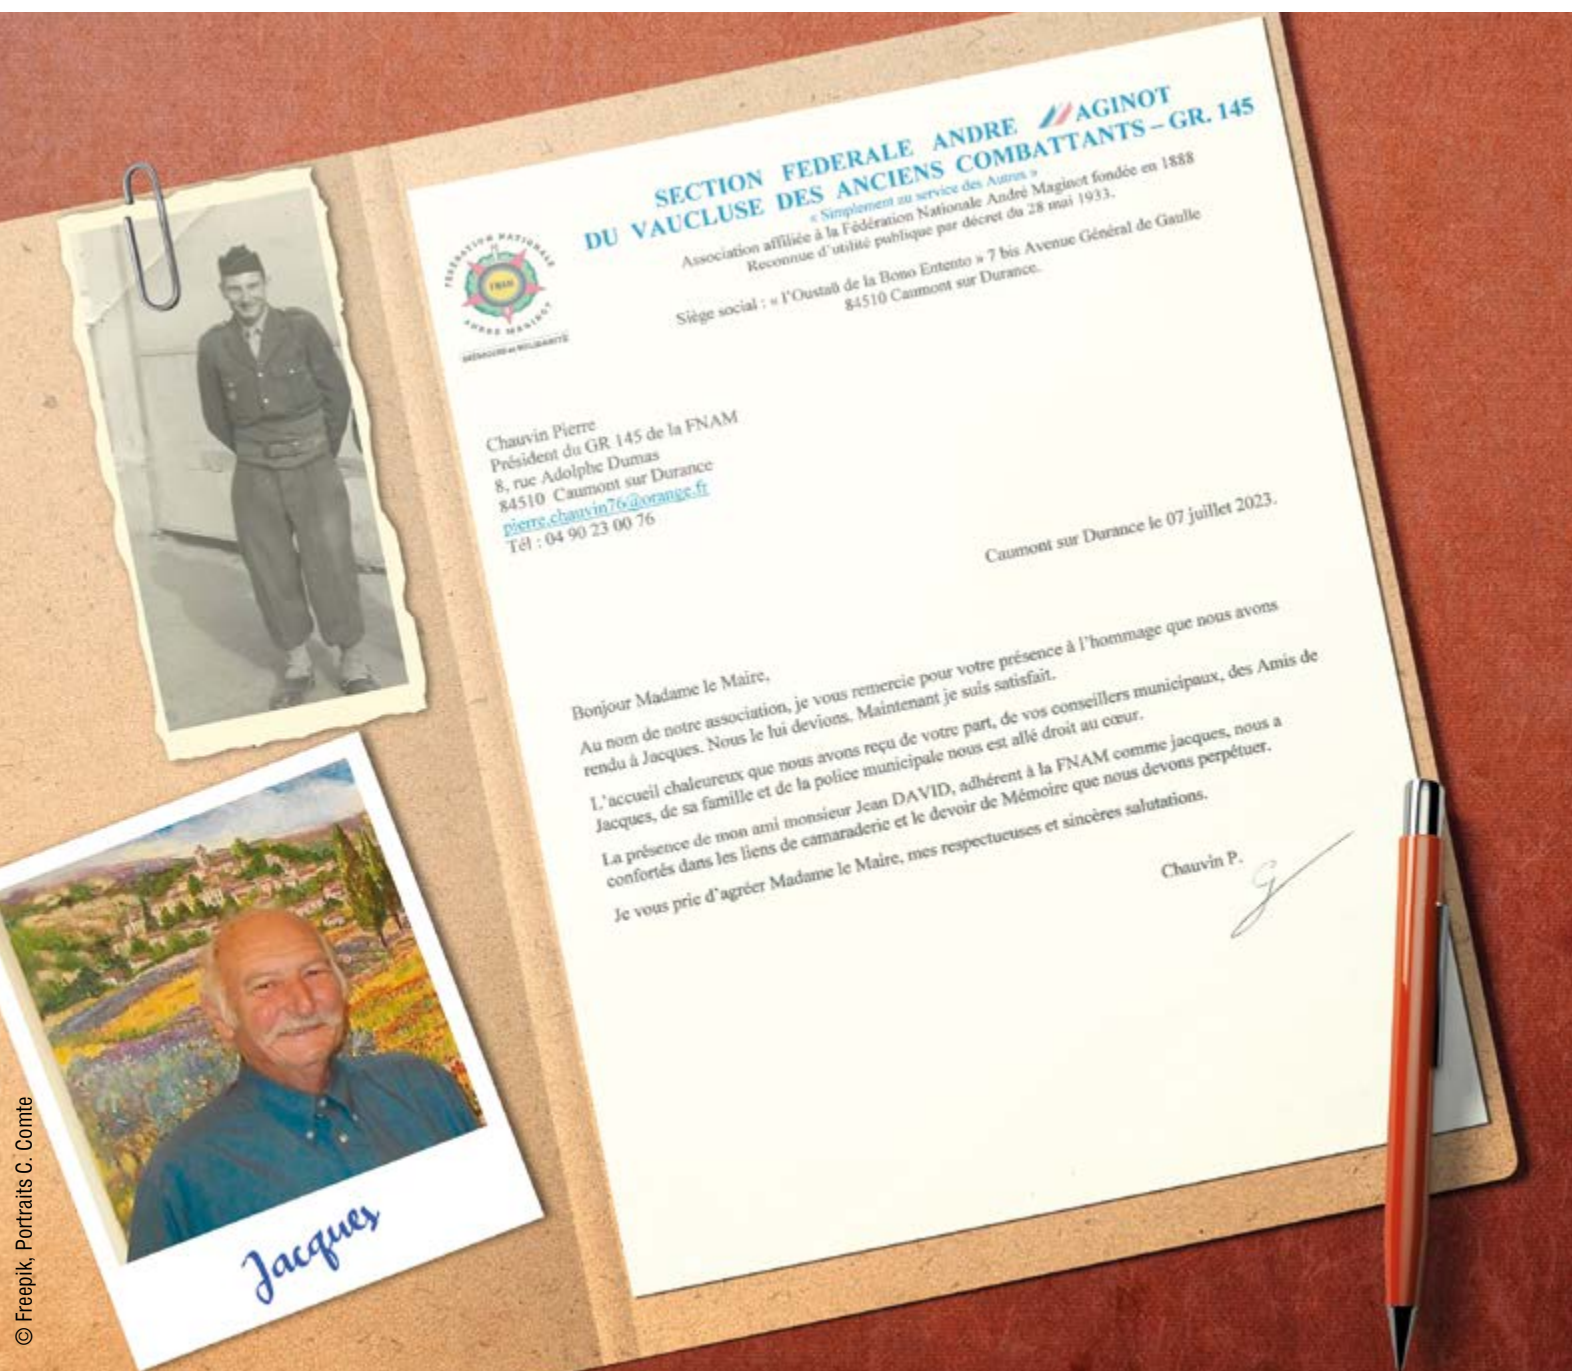 SECTION FEDERALE ANDRE MAGINOT
DU VAUCLUSE DES ANCIENS COMBATTANTS – GR. 145
« Simplement au service des Autres »
Association affiliée à la Fédération Nationale André Maginot fondée en 1888
Reconnue d’utilité publique par décret du 28 mai 1933.
Siège social : « l’Oustaü de la Bono Entento » 7 bis Avenue Général de Gaulle
84510 Caumont sur Durance.
FÉDÉRATION NATIONALE
FNAM
ANDRÉ MAGINOT
MÉMOIRE et SOLIDARITÉ
Chauvin Pierre
Président du GR 145 de la FNAM
8, rue Adolphe Dumas
84510 Caumont sur Durance
pierre.chauvin76@orange.fr
Tél : 04 90 23 00 76
Caumont sur Durance le 07 juillet 2023.
Bonjour Madame le Maire,
Au nom de notre association, je vous remercie pour votre présence à l’hommage que nous avons
rendu à Jacques. Nous le lui devions. Maintenant je suis satisfait.
L’accueil chaleureux que nous avons reçu de votre part, de vos conseillers municipaux, des Amis de
Jacques, de sa famille et de la police municipale nous est allé droit au cœur.
La présence de mon ami monsieur Jean DAVID, adhérent à la FNAM comme jacques, nous a
confortés dans les liens de camaraderie et le devoir de Mémoire que nous devons perpétuer.
Je vous prie d’agréer Madame le Maire, mes respectueuses et sincères salutations.
Chauvin P.
Jacques
© Freepik, Portraits C. Comte